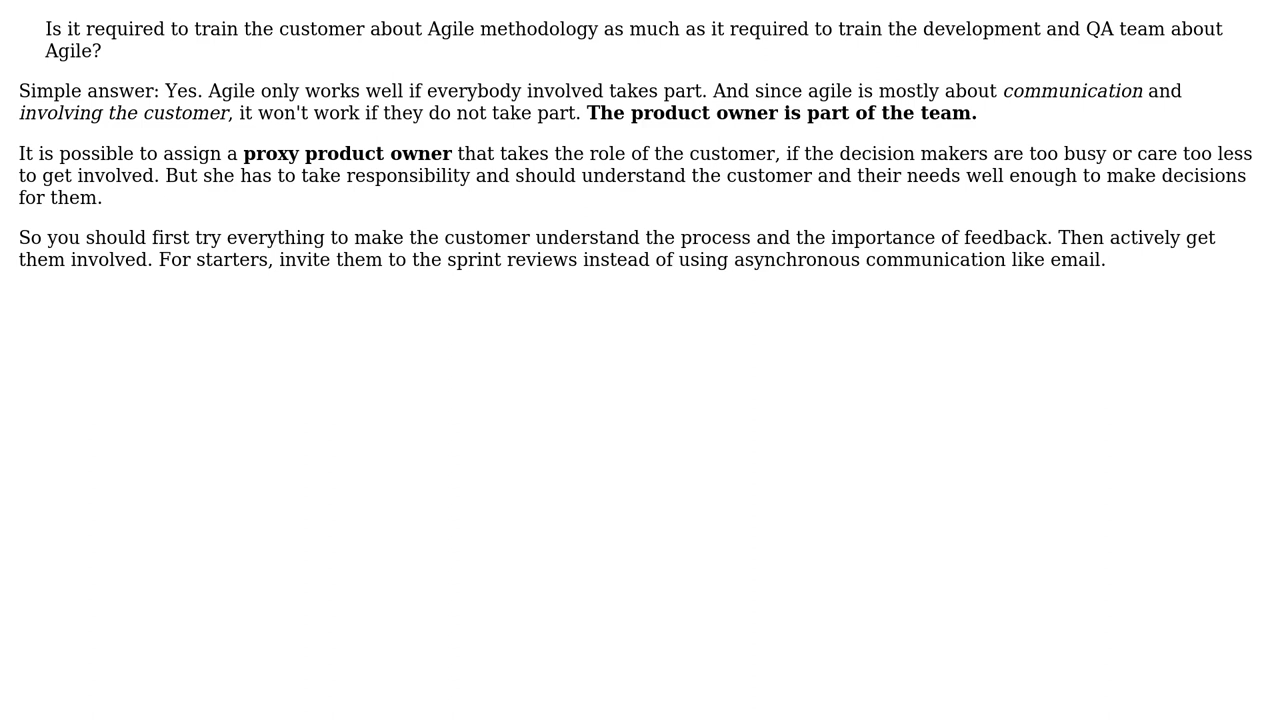 Is it required to train the customer about Agile methodology as much as it required to train the development and QA team about
Agile?
Simple answer: Yes. Agile only works well if everybody involved takes part. And since agile is mostly about communication and
involving the customer, it won't work if they do not take part. The product owner is part of the team.
It is possible to assign a proxy product owner that takes the role of the customer, if the decision makers are too busy or care too less
to get involved. But she has to take responsibility and should understand the customer and their needs well enough to make decisions
for them.
So you should first try everything to make the customer understand the process and the importance of feedback. Then actively get
them involved. For starters, invite them to the sprint reviews instead of using asynchronous communication like email.